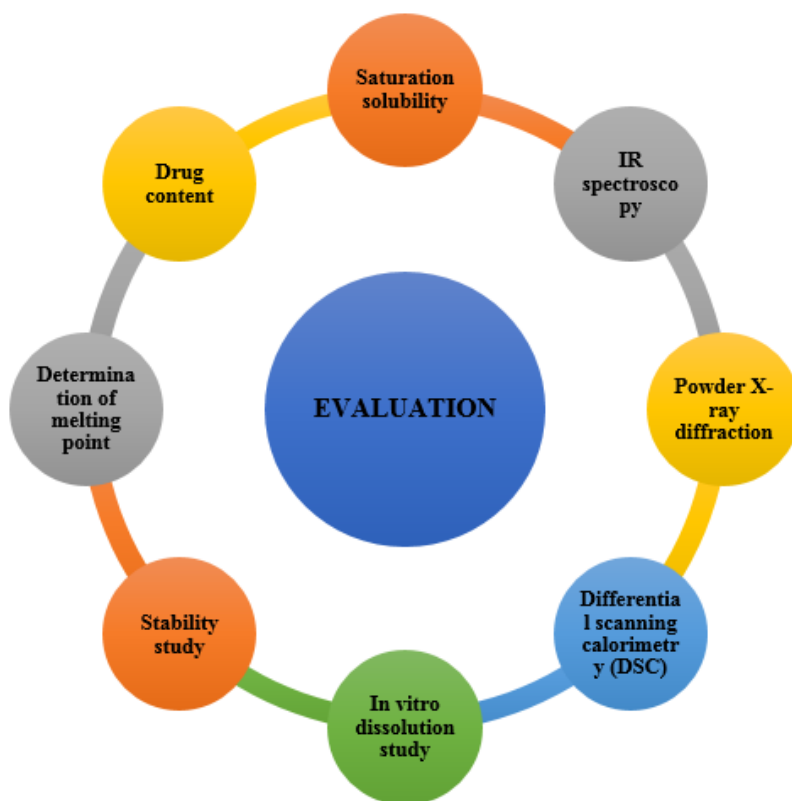 Saturation
solubility
IR
spectrosco
py
Powder X-
ray
diffraction
Differentia
l scanning
calorimetr
y (DSC)
In vitro
dissolution
study
Stability
study
Determina
tion of
melting
point
Drug
content
EVALUATION